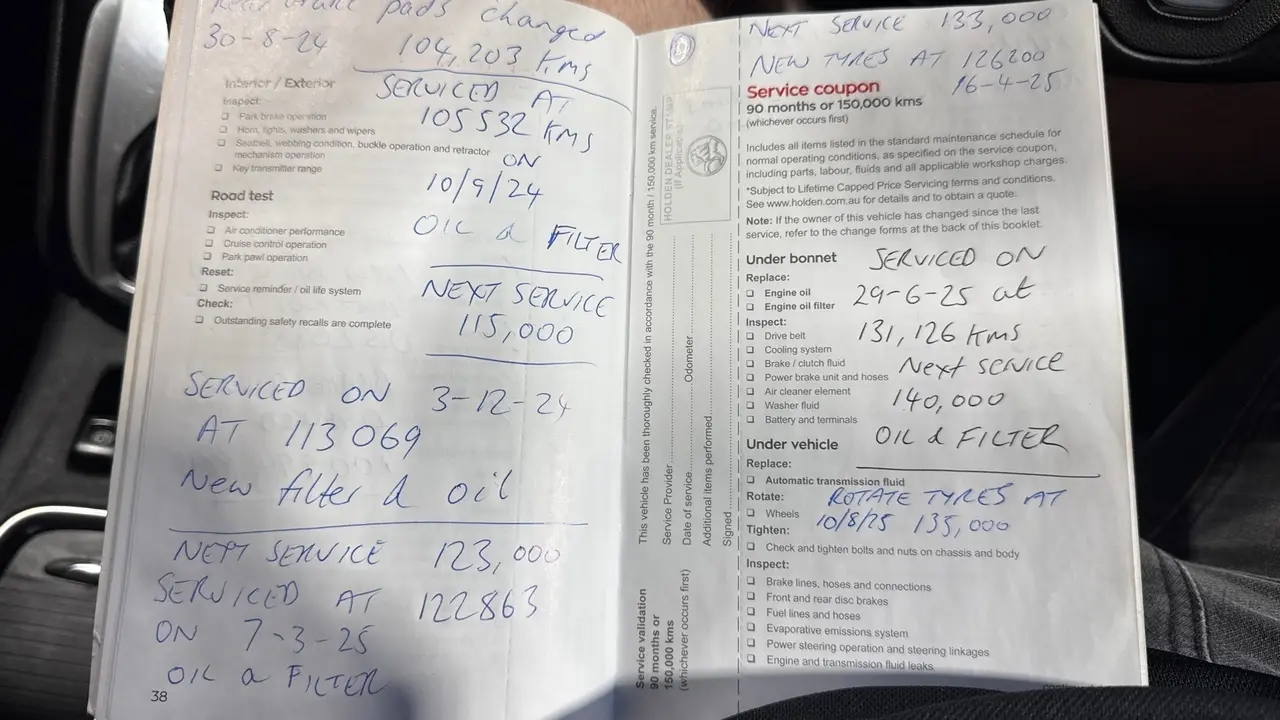 Rear brake pads changed
30-8-24 104,203 Kms
Interior / Exterior
SERVICED AT
Inspect:
105532 Kms
Park brake operation
Horn, lights, washers and wipers
Seatbelt, webbing condition, buckle operation and retractor
mechanism operation
ON
Key transmitter range
10/9/24
Road test
Inspect:
OIL & FILTER
Air conditioner performance
Cruise control operation
Park pawl operation
Reset:
NEXT SERVICE
Service reminder / oil life system
115,000
Check:
Outstanding safety recalls are complete
SERVICED ON 3-12-24
AT 113069
New filter & oil
NEXT SERVICE 123,000
SERVICED AT 122863
ON 7-3-25
OIL & FILTER
38
This vehicle has been thoroughly checked in accordance with the 90 month / 150,000 km service.
Service Provider
Date of service Odometer
Additional items performed
Signed
HOLDEN DEALER STAMP
(If Applicable)
Service validation
90 months or
150,000 kms
(whichever occurs first)
NEXT SERVICE 133,000
NEW TYRES AT 126200
16-4-25
Service coupon
90 months or 150,000 kms
(whichever occurs first)
Includes all items listed in the standard maintenance schedule for
normal operating conditions, as specified on the service coupon,
including parts, labour, fluids and all applicable workshop charges.
*Subject to Lifetime Capped Price Servicing terms and conditions.
See www.holden.com.au for details and to obtain a quote.
Note: If the owner of this vehicle has changed since the last
service, refer to the change forms at the back of this booklet.
Under bonnet
SERVICED ON
Replace:
Engine oil
29-6-25 at
Engine oil filter
Inspect:
131,126 Kms
Drive belt
Cooling system
Brake / clutch fluid
Next service
Power brake unit and hoses
Air cleaner element
140,000
Washer fluid
Battery and terminals
OIL & FILTER
Under vehicle
Replace:
Automatic transmission fluid
Rotate:
ROTATE TYRES AT
Wheels
10/8/25 135,000
Tighten:
Check and tighten bolts and nuts on chassis and body
Inspect:
Brake lines, hoses and connections
Front and rear disc brakes
Fuel lines and hoses
Evaporative emissions system
Power steering operation and steering linkages
Engine and transmission fluid leaks